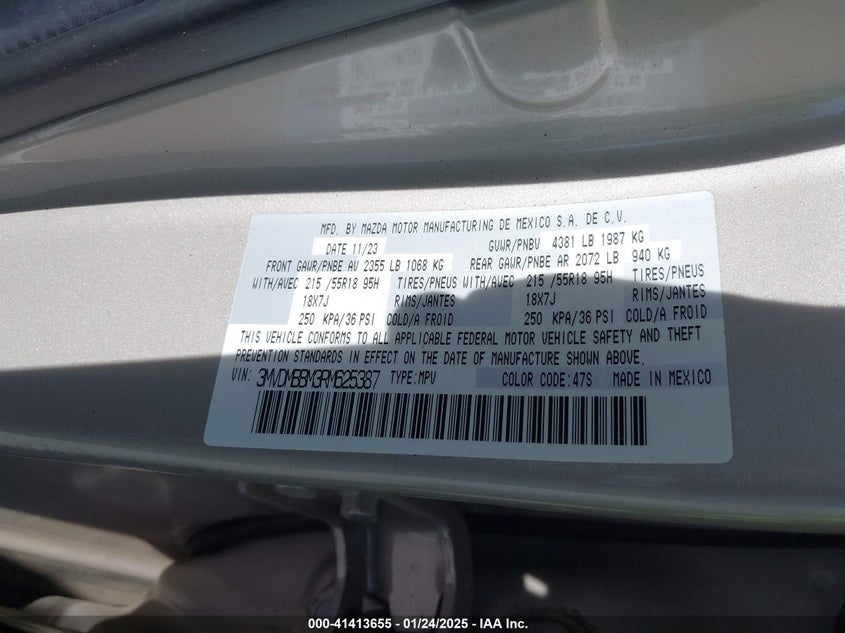 MFD. BY MAZDA MOTOR MANUFACTURING DE MEXICO S.A. DE C.V.
DATE 11/23 GVWR/PNBV 4381 LB 1987 KG
FRONT GAWR/PNBE AV 2355 LB 1068 KG REAR GAWR/PNBE AR 2072 LB 940 KG
WITH/AVEC 215 /55R18 95H TIRES/PNEUS WITH/AVEC 215 /55R18 95H TIRES/PNEUS
18X7J RIMS/JANTES 18X7J RIMS/JANTES
250 KPA/36 PSI COLD/A FROID 250 KPA/36 PSI COLD/A FROID
THIS VEHICLE CONFORMS TO ALL APPLICABLE FEDERAL MOTOR VEHICLE SAFETY AND THEFT
PREVENTION STANDARDS IN EFFECT ON THE DATE OF MANUFACTURE SHOWN ABOVE.
VIN: 3MVDMBBM3RM625387 TYPE:MPV COLOR CODE:47S MADE IN MEXICO
000-41413655 - 01/24/2025 - IAA Inc.